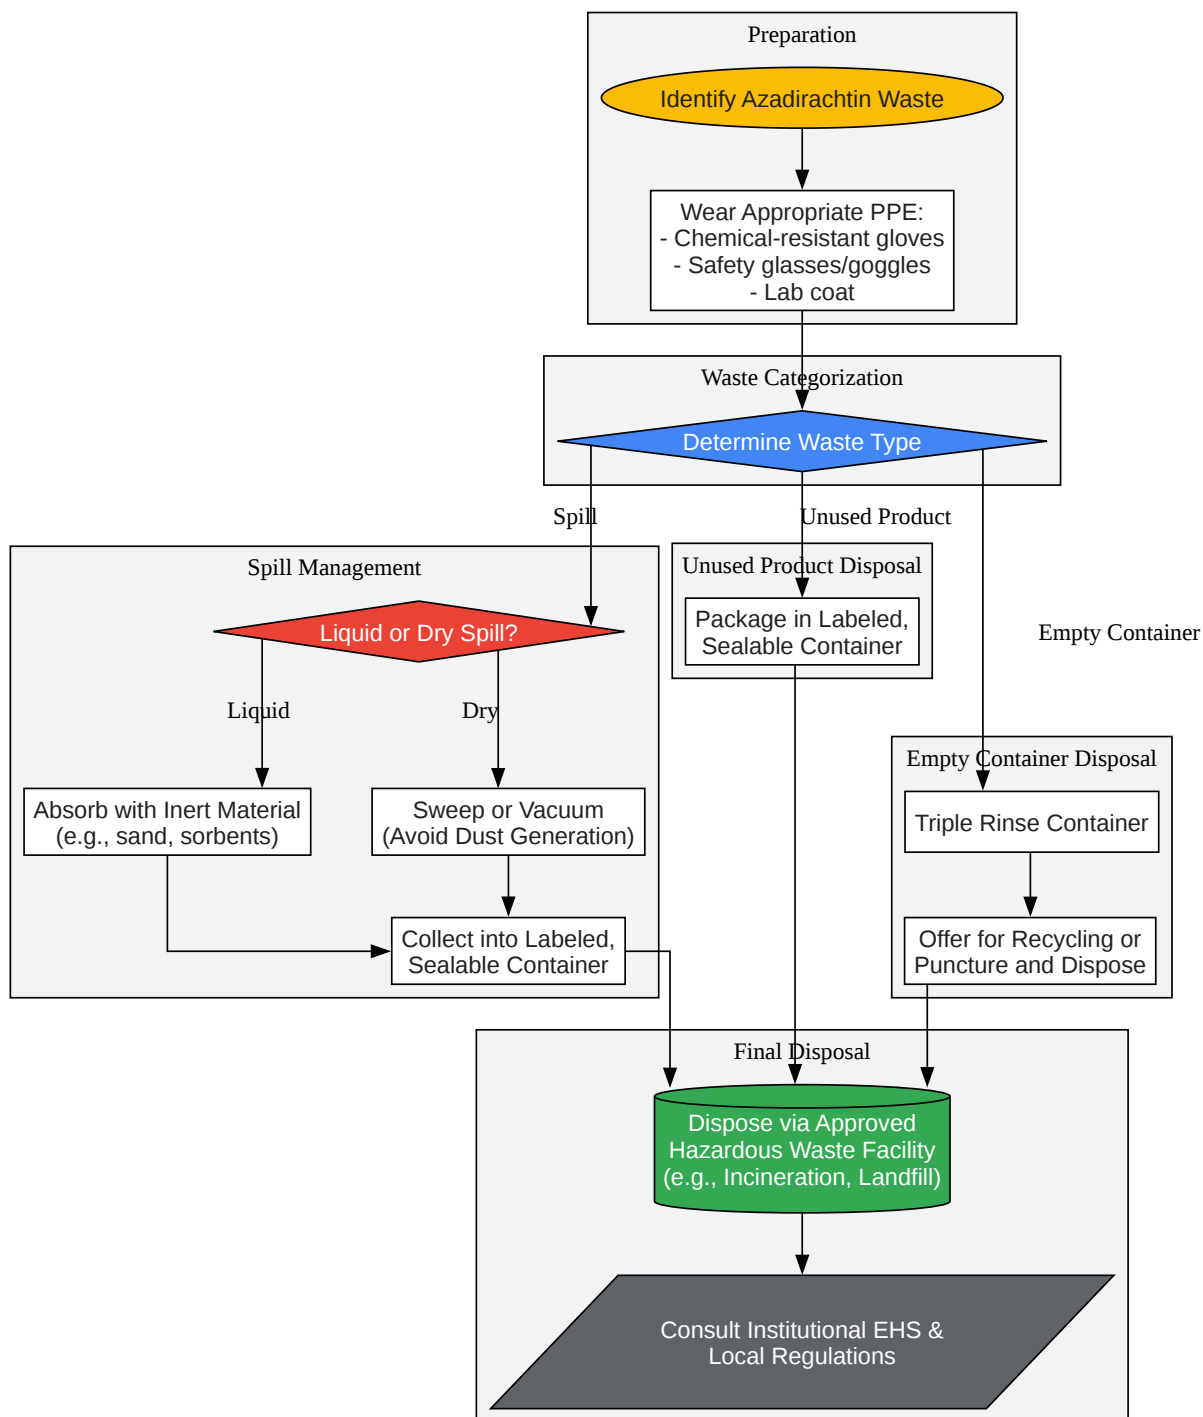 Preparation
Identify Azadirachtin Waste
Wear Appropriate PPE:
- Chemical-resistant gloves
- Safety glasses/goggles
- Lab coat
Waste Categorization
Determine Waste Type
Spill
Unused Product
Empty Container
Spill Management
Liquid or Dry Spill?
Liquid
Dry
Absorb with Inert Material
(e.g., sand, sorbents)
Sweep or Vacuum
(Avoid Dust Generation)
Collect into Labeled,
Sealable Container
Unused Product Disposal
Package in Labeled,
Sealable Container
Empty Container Disposal
Triple Rinse Container
Offer for Recycling or
Puncture and Dispose
Final Disposal
Dispose via Approved
Hazardous Waste Facility
(e.g., Incineration, Landfill)
Consult Institutional EHS &
Local Regulations